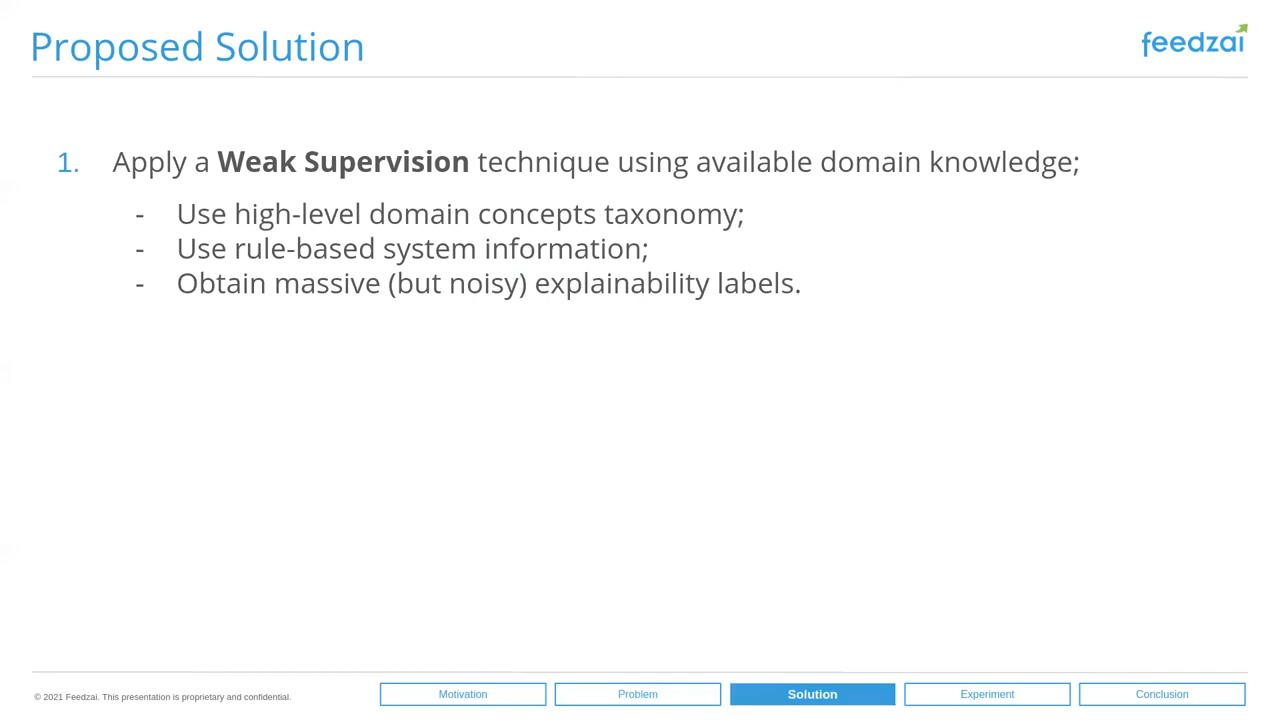 Proposed Solution
feedzai
1. Apply a Weak Supervision technique using available domain knowledge;
- Use high-level domain concepts taxonomy;
- Use rule-based system information;
- Obtain massive (but noisy) explainability labels.
© 2021 Feedzai. This presentation is proprietary and confidential.
Motivation
Problem
Solution
Experiment
Conclusion